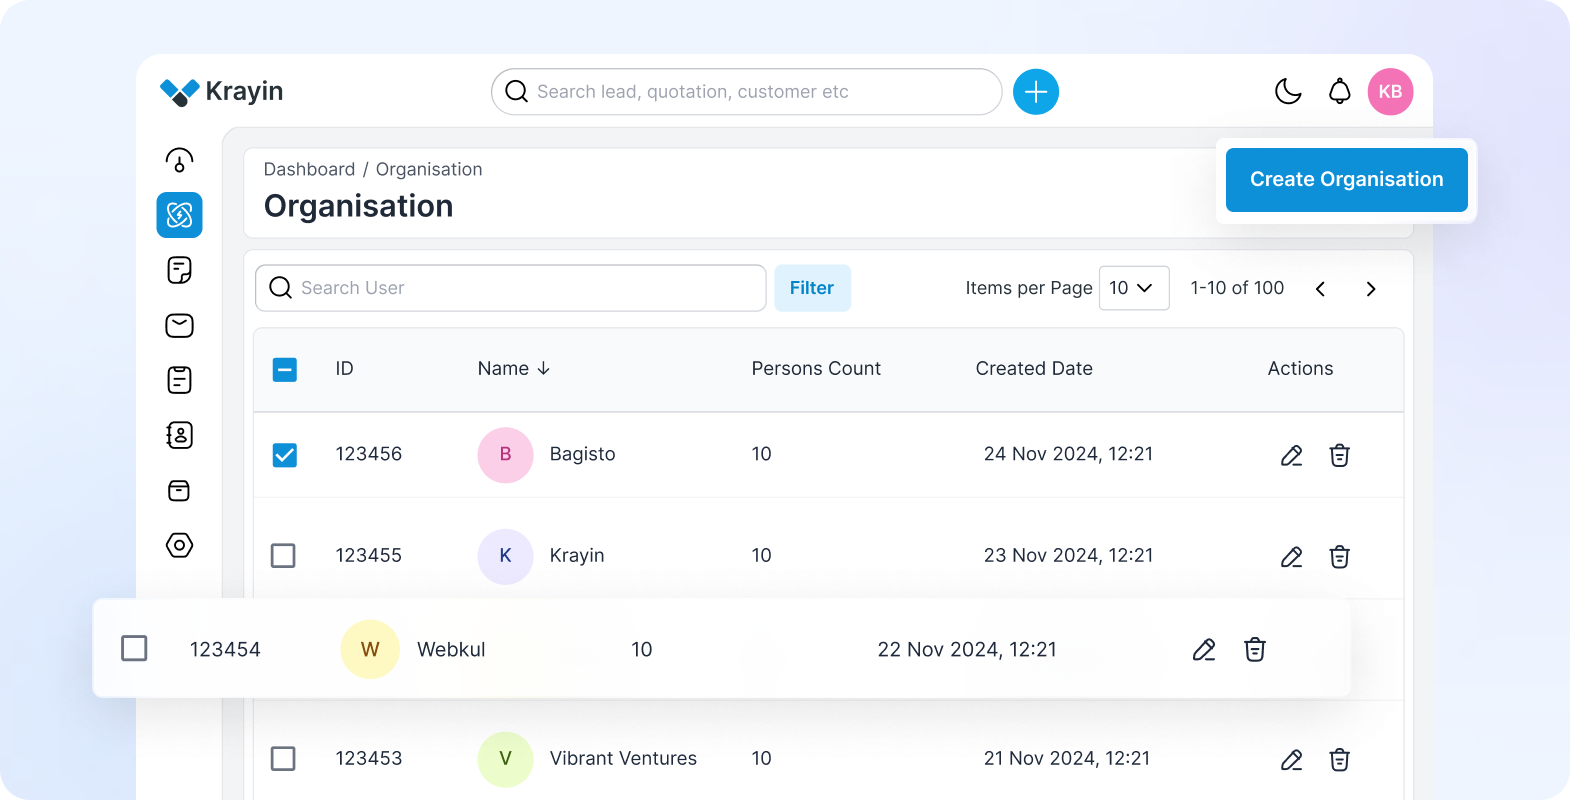 Krayin
Search lead, quotation, customer etc
KB
Dashboard / Organisation
Organisation
Create Organisation
Search User
Filter
Items per Page 10
1-10 of 100
ID Name Persons Count Created Date Actions
123456 B Bagisto 10 24 Nov 2024, 12:21
123455 K Krayin 10 23 Nov 2024, 12:21
123454 W Webkul 10 22 Nov 2024, 12:21
123453 V Vibrant Ventures 10 21 Nov 2024, 12:21